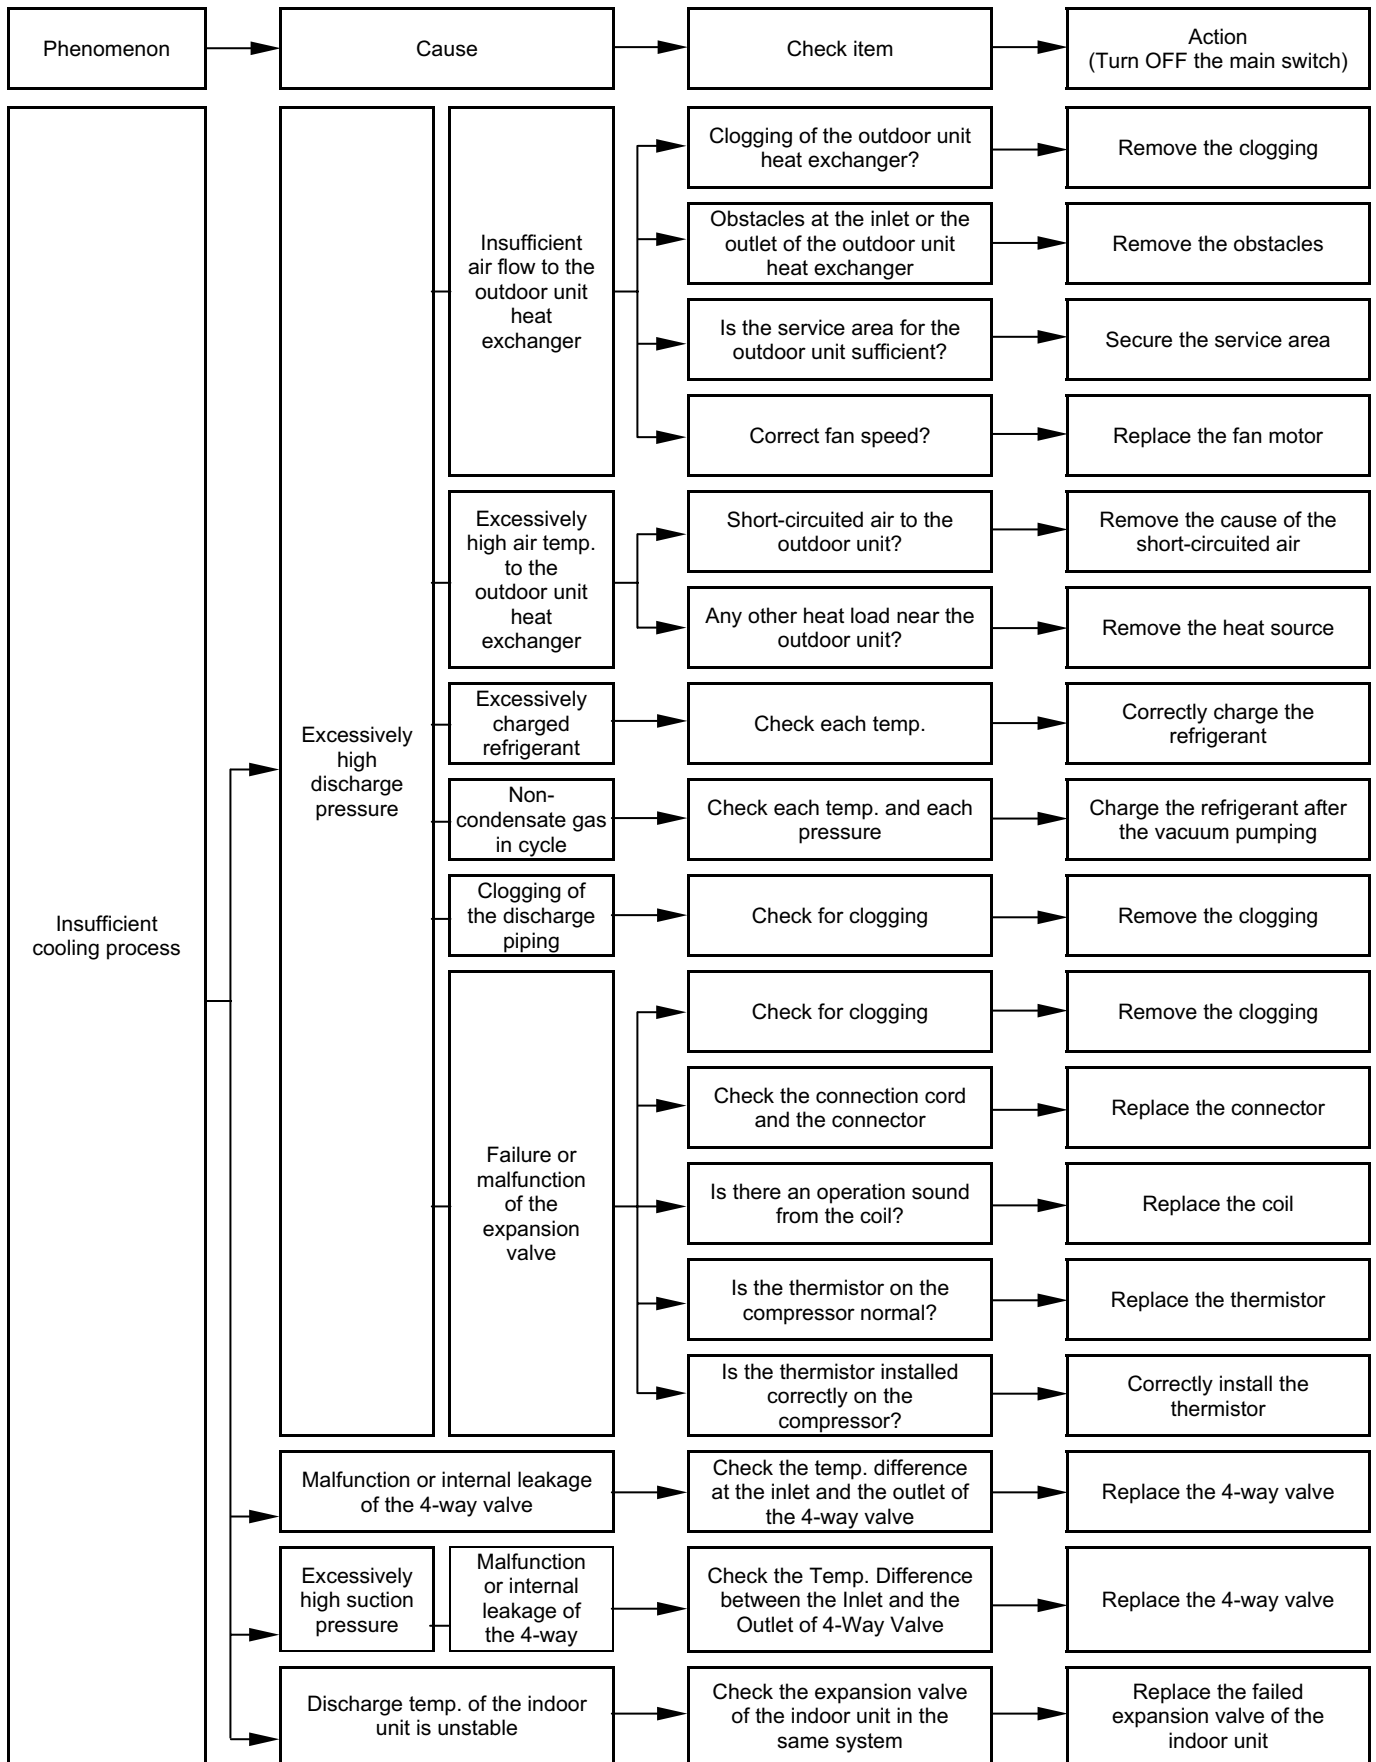 Phenomenon
Cause
Check item
Action
(Turn OFF the main switch)
Insufficient
cooling process
Excessively
high
discharge
pressure
Insufficient
air flow to the
outdoor unit
heat
exchanger
Clogging of the outdoor unit
heat exchanger?
Remove the clogging
Obstacles at the inlet or the
outlet of the outdoor unit
heat exchanger
Remove the obstacles
Is the service area for the
outdoor unit sufficient?
Secure the service area
Correct fan speed?
Replace the fan motor
Excessively
high air temp.
to the
outdoor unit
heat
exchanger
Short-circuited air to the
outdoor unit?
Remove the cause of the
short-circuited air
Any other heat load near the
outdoor unit?
Remove the heat source
Excessively
charged
refrigerant
Check each temp.
Correctly charge the
refrigerant
Non-
condensate gas
in cycle
Check each temp. and each
pressure
Charge the refrigerant after
the vacuum pumping
Clogging of
the discharge
piping
Check for clogging
Remove the clogging
Failure or
malfunction
of the
expansion
valve
Check for clogging
Remove the clogging
Check the connection cord
and the connector
Replace the connector
Is there an operation sound
from the coil?
Replace the coil
Is the thermistor on the
compressor normal?
Replace the thermistor
Is the thermistor installed
correctly on the
compressor?
Correctly install the
thermistor
Malfunction or internal leakage
of the 4-way valve
Check the temp. difference
at the inlet and the outlet of
the 4-way valve
Replace the 4-way valve
Excessively
high suction
pressure
Malfunction
or internal
leakage of
the 4-way
Check the Temp. Difference
between the Inlet and the
Outlet of 4-Way Valve
Replace the 4-way valve
Discharge temp. of the indoor
unit is unstable
Check the expansion valve
of the indoor unit in the
same system
Replace the failed
expansion valve of the
indoor unit